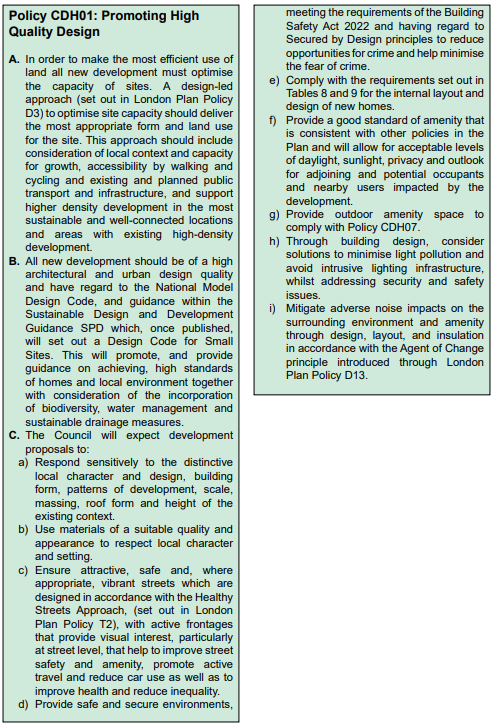 Policy CDH01: Promoting High
Quality Design
A. In order to make the most efficient use of
land all new development must optimise
the capacity of sites. A design-led
approach (set out in London Plan Policy
D3) to optimise site capacity should deliver
the most appropriate form and land use
for the site. This approach should include
consideration of local context and capacity
for growth, accessibility by walking and
cycling and existing and planned public
transport and infrastructure, and support
higher density development in the most
sustainable and well-connected locations
and areas with existing high-density
development.
B. All new development should be of a high
architectural and urban design quality
and have regard to the National Model
Design Code, and guidance within the
Sustainable Design and Development
Guidance SPD which, once published,
will set out a Design Code for Small
Sites. This will promote, and provide
guidance on achieving, high standards
of homes and local environment together
with consideration of the incorporation
of biodiversity, water management and
sustainable drainage measures.
C. The Council will expect development
proposals to:
a) Respond sensitively to the distinctive
local character and design, building
form, patterns of development, scale,
massing, roof form and height of the
existing context.
b) Use materials of a suitable quality and
appearance to respect local character
and setting.
c) Ensure attractive, safe and, where
appropriate, vibrant streets which are
designed in accordance with the Healthy
Streets Approach, (set out in London
Plan Policy T2), with active frontages
that provide visual interest, particularly
at street level, that help to improve street
safety and amenity, promote active
travel and reduce car use as well as to
improve health and reduce inequality.
d) Provide safe and secure environments,
meeting the requirements of the Building
Safety Act 2022 and having regard to
Secured by Design principles to reduce
opportunities for crime and help minimise
the fear of crime.
e) Comply with the requirements set out in
Tables 8 and 9 for the internal layout and
design of new homes.
f) Provide a good standard of amenity that
is consistent with other policies in the
Plan and will allow for acceptable levels
of daylight, sunlight, privacy and outlook
for adjoining and potential occupants
and nearby users impacted by the
development.
g) Provide outdoor amenity space to
comply with Policy CDH07.
h) Through building design, consider
solutions to minimise light pollution and
avoid intrusive lighting infrastructure,
whilst addressing security and safety
issues.
i) Mitigate adverse noise impacts on the
surrounding environment and amenity
through design, layout, and insulation
in accordance with the Agent of Change
principle introduced through London
Plan Policy D13.